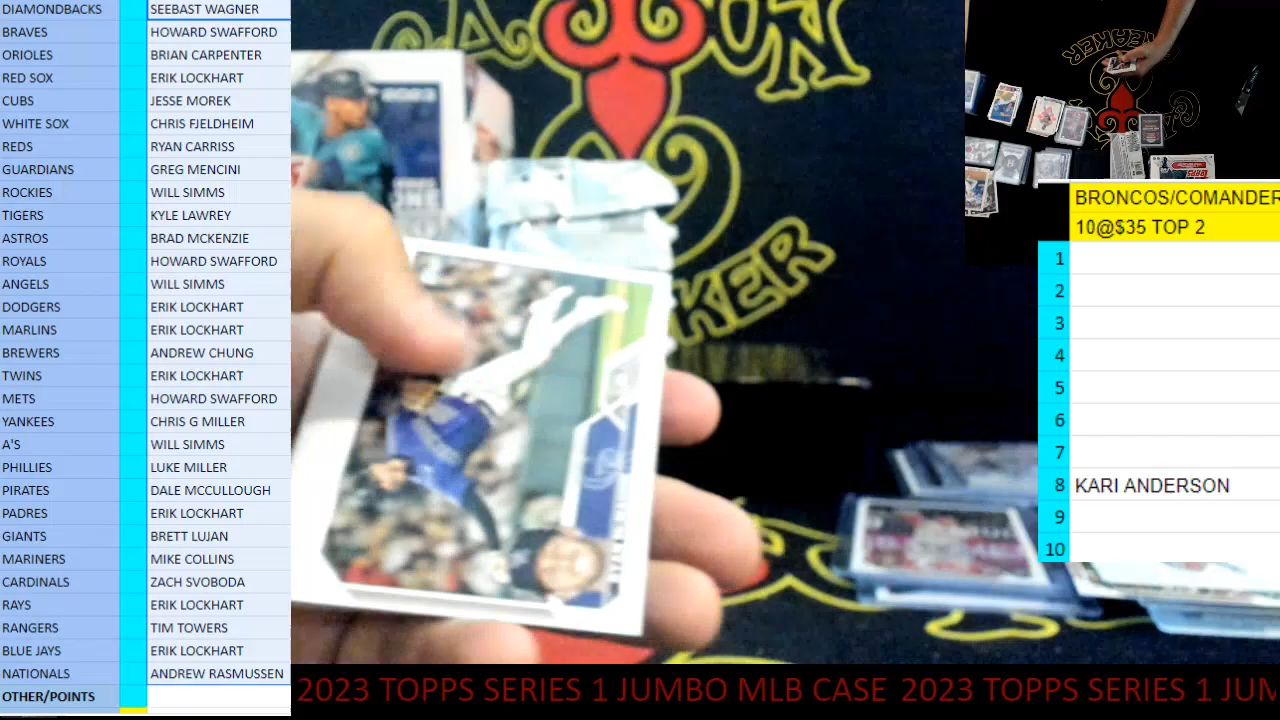 DIAMONDBACKS SEEBAST WAGNER
BRAVES HOWARD SWAFFORD
ORIOLES BRIAN CARPENTER
RED SOX ERIK LOCKHART
CUBS JESSE MOREK
WHITE SOX CHRIS FJELDHEIM
REDS RYAN CARRISS
GUARDIANS GREG MENCINI
ROCKIES WILL SIMMS
TIGERS KYLE LAWREY
ASTROS BRAD MCKENZIE
ROYALS HOWARD SWAFFORD
ANGELS WILL SIMMS
DODGERS ERIK LOCKHART
MARLINS ERIK LOCKHART
BREWERS ANDREW CHUNG
TWINS ERIK LOCKHART
METS HOWARD SWAFFORD
YANKEES CHRIS G MILLER
A'S WILL SIMMS
PHILLIES LUKE MILLER
PIRATES DALE MCCULLOUGH
PADRES ERIK LOCKHART
GIANTS BRETT LUJAN
MARINERS MIKE COLLINS
CARDINALS ZACH SVOBODA
RAYS ERIK LOCKHART
RANGERS TIM TOWERS
BLUE JAYS ERIK LOCKHART
NATIONALS ANDREW RASMUSSEN
OTHER/POINTS
KER
BRONCOS/COMANDER
10@$35 TOP 2
1
2
3
4
5
6
7
8 KARI ANDERSON
9
10
2023 TOPPS SERIES 1 JUMBO MLB CASE 2023 TOPPS SERIES 1 JUM